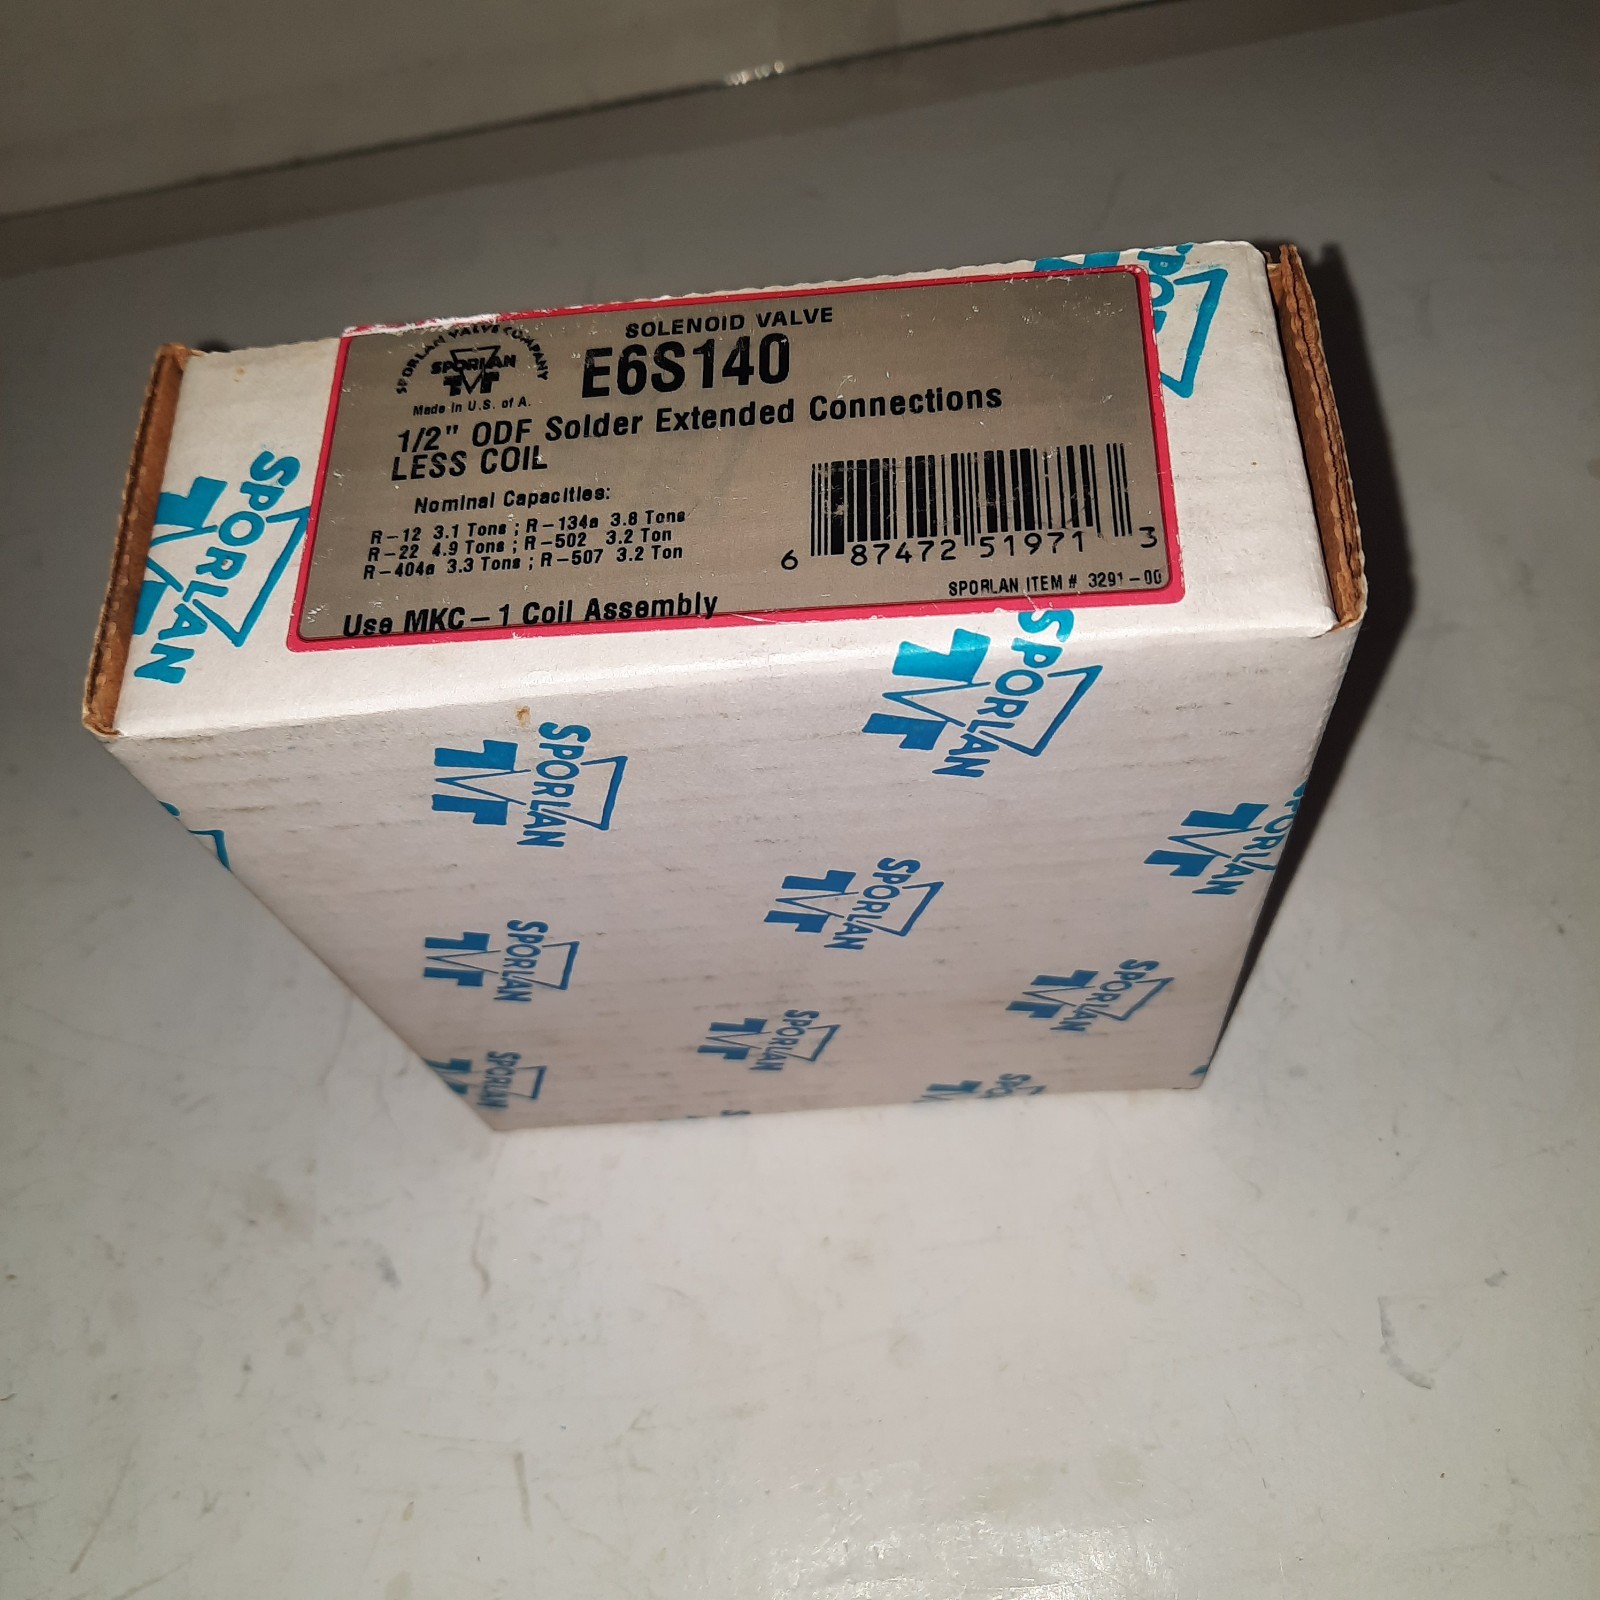 SOLENOID VALVE
SPORLAN VALVE COMPANY
SPORLAN
Made in U.S. of A.
E6S140
1/2" ODF Solder Extended Connections
LESS COIL
Nominal Capacities:
R-12 3.1 Tons ; R-134a 3.8 Tons
R-22 4.9 Tons ; R-502 3.2 Ton
R-404a 3.3 Tons ; R-507 3.2 Ton
Use MKC-1 Coil Assembly
6 87472 51971 3
SPORLAN ITEM # 3291-00
SPORLAN
SPORLAN
SPORLAN
SPORLAN
SPORLAN
SPORLAN
SPORLAN
SPORLAN
SPORLAN